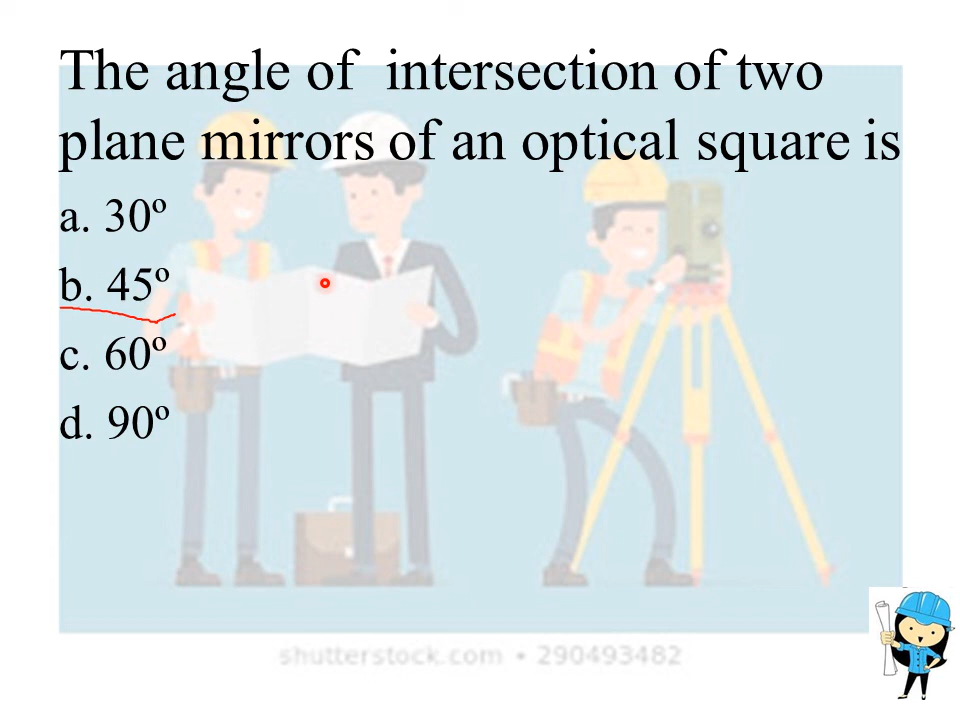 The angle of  intersection of two
plane mirrors of an optical square is
a. 30º
b. 45º
c. 60º
d. 90º
shutterstock.com • 290493482